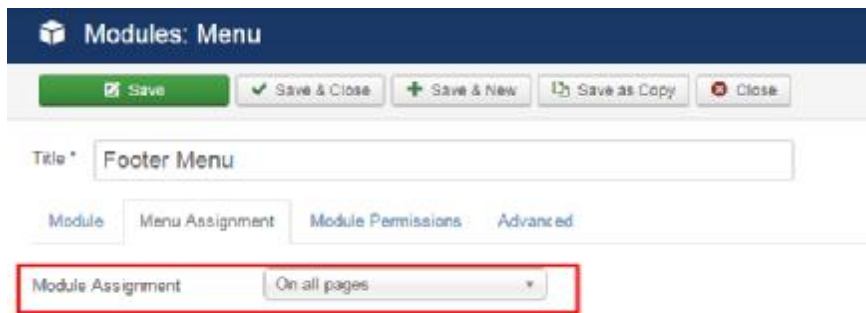 Modules: Menu
Save Save & Close Save & New Save as Copy Close
Title * Footer Menu
Module Menu Assignment Module Permissions Advanced
Module Assignment On all pages